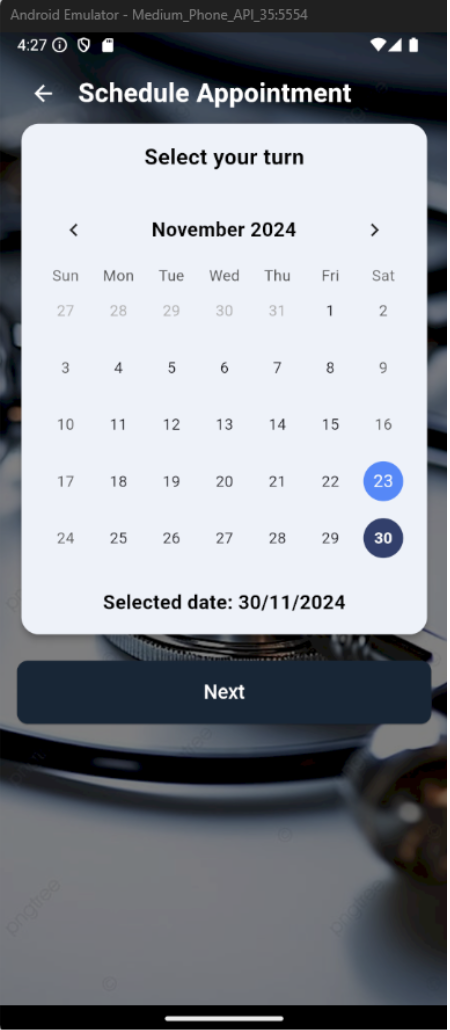 Android Emulator - Medium_Phone_API_35:5554
4:27
Schedule Appointment
Select your turn
November 2024
Sun Mon Tue Wed Thu Fri Sat
27 28 29 30 31 1 2
3 4 5 6 7 8 9
10 11 12 13 14 15 16
17 18 19 20 21 22 23
24 25 26 27 28 29 30
Selected date: 30/11/2024
Next
pngtree
pngtree
pngtree